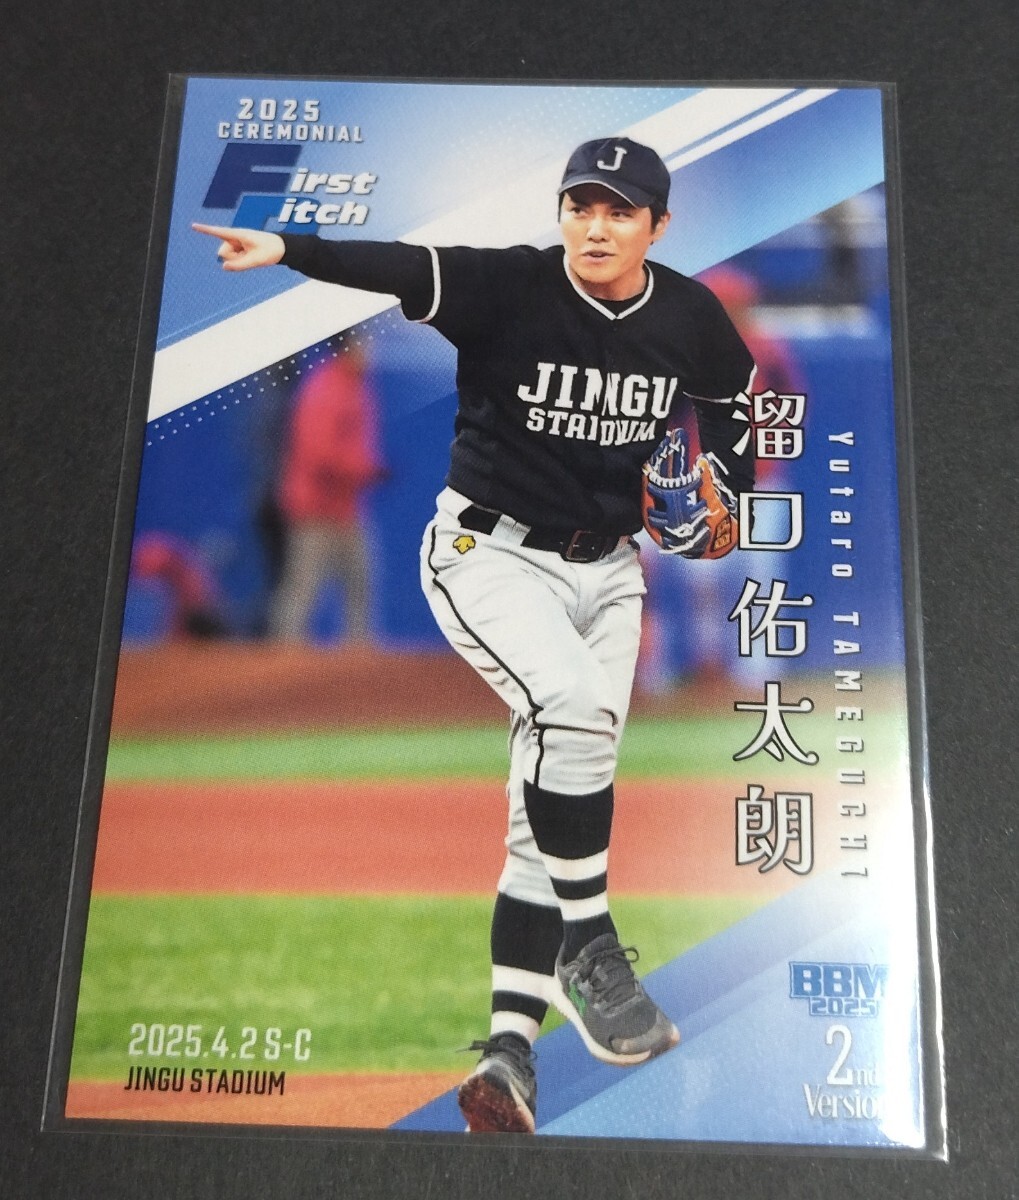 2025
CEREMONIAL
First
Pitch
J
JINGU
STADIUM
溜口佑太朗
Yutaro TAMEGUCHI
BBM
2025
2nd
Version
2025.4.2 S-C
JINGU STADIUM